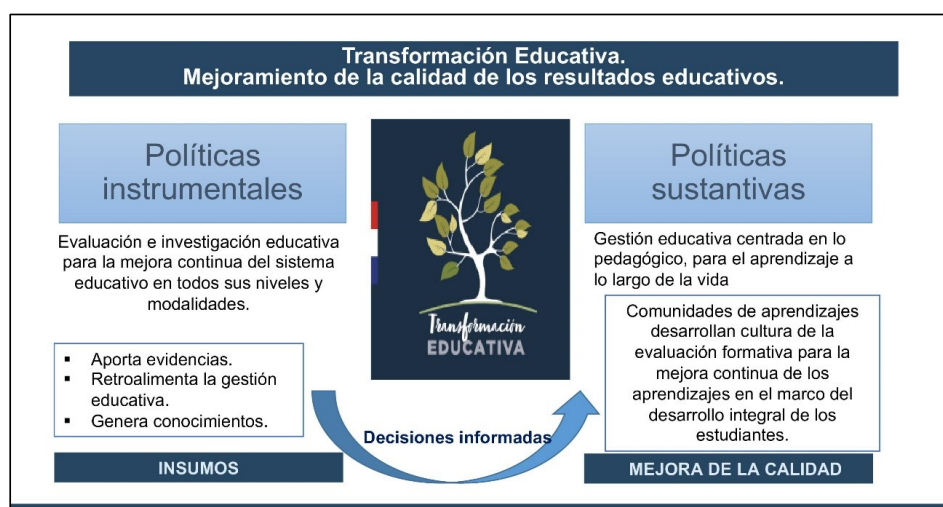 Transformación Educativa.
Mejoramiento de la calidad de los resultados educativos.
Políticas
instrumentales
Evaluación e investigación educativa
para la mejora continua del sistema
educativo en todos sus niveles y
modalidades.
▪ Aporta evidencias.
▪ Retroalimenta la gestión
educativa.
▪ Genera conocimientos.
INSUMOS
Transformación
EDUCATIVA
Decisiones informadas
Políticas
sustantivas
Gestión educativa centrada en lo
pedagógico, para el aprendizaje a
lo largo de la vida
Comunidades de aprendizajes
desarrollan cultura de la
evaluación formativa para la
mejora continua de los
aprendizajes en el marco del
desarrollo integral de los
estudiantes.
MEJORA DE LA CALIDAD